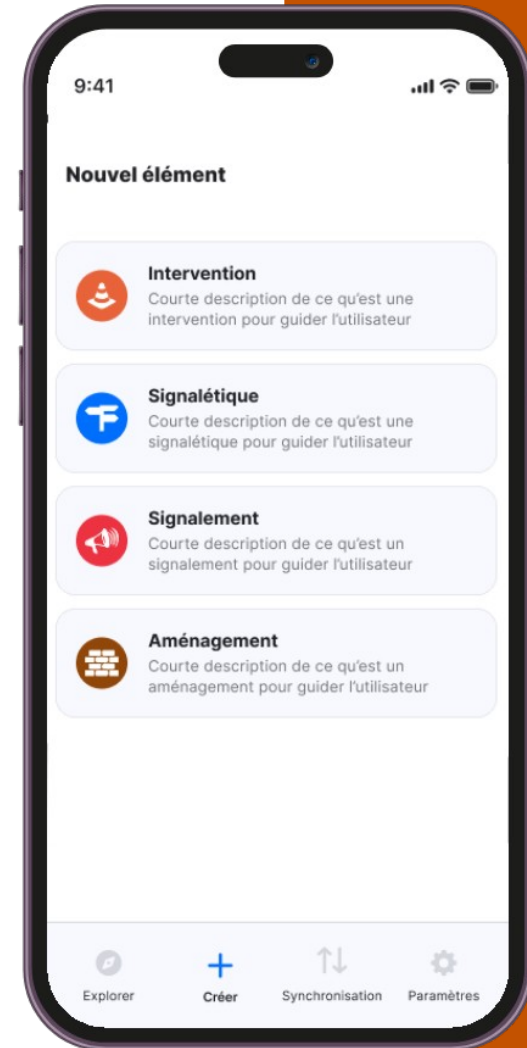 9:41
Nouvel élément
Intervention
Courte description de ce qu’est une
intervention pour guider l’utilisateur
Signalétique
Courte description de ce qu’est une
signalétique pour guider l’utilisateur
Signalement
Courte description de ce qu’est un
signalement pour guider l’utilisateur
Aménagement
Courte description de ce qu’est un
aménagement pour guider l’utilisateur
Explorer Créer Synchronisation Paramètres